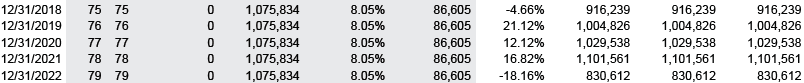 12/31/2018 75 75 0 1,075,834 8.05% 86,605 -4.66% 916,239 916,239 916,239
12/31/2019 76 76 0 1,075,834 8.05% 86,605 21.12% 1,004,826 1,004,826 1,004,826
12/31/2020 77 77 0 1,075,834 8.05% 86,605 12.12% 1,029,538 1,029,538 1,029,538
12/31/2021 78 78 0 1,075,834 8.05% 86,605 16.82% 1,101,561 1,101,561 1,101,561
12/31/2022 79 79 0 1,075,834 8.05% 86,605 -18.16% 830,612 830,612 830,612